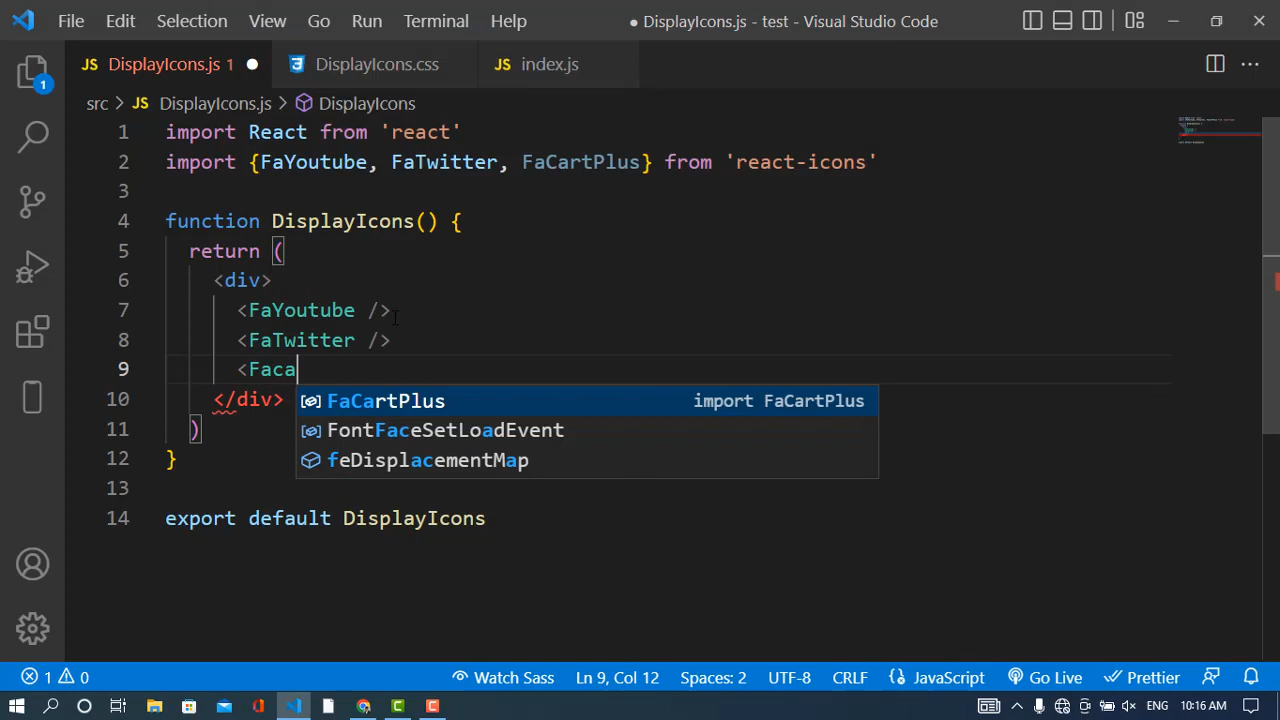 File Edit Selection View Go Run Terminal Help ● DisplayIcons.js - test - Visual Studio Code
JS DisplayIcons.js 1 ● DisplayIcons.css JS index.js
src > JS DisplayIcons.js > DisplayIcons
1 import React from 'react'
2 import {FaYoutube, FaTwitter, FaCartPlus} from 'react-icons'
3
4 function DisplayIcons() {
5 return (
6 <div>
7 <FaYoutube />
8 <FaTwitter />
9 <Faca
FaCartPlus import FaCartPlus
10 </div>
FontFaceSetLoadEvent
11 )
feDisplacementMap
12 }
13
14 export default DisplayIcons
1
1 0 Watch Sass Ln 9, Col 12 Spaces: 2 UTF-8 CRLF {} JavaScript Go Live Prettier
ENG 10:16 AM